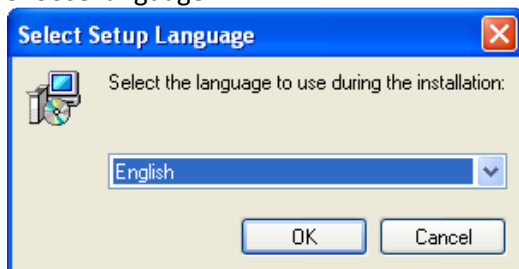 Select Setup Language
Select the language to use during the installation:
English
OK
Cancel